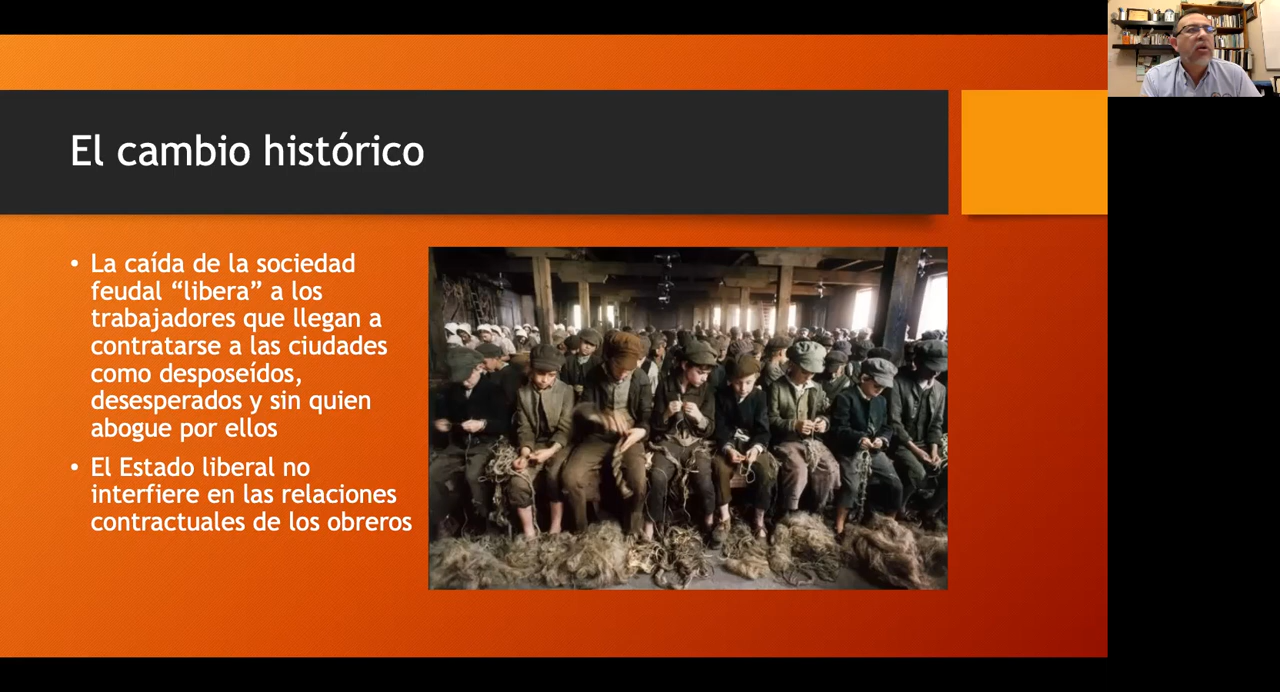 El cambio histórico
• La caída de la sociedad
feudal “libera” a los
trabajadores que llegan a
contratarse a las ciudades
como desposeídos,
desesperados y sin quien
abogue por ellos
• El Estado liberal no
interfiere en las relaciones
contractuales de los obreros